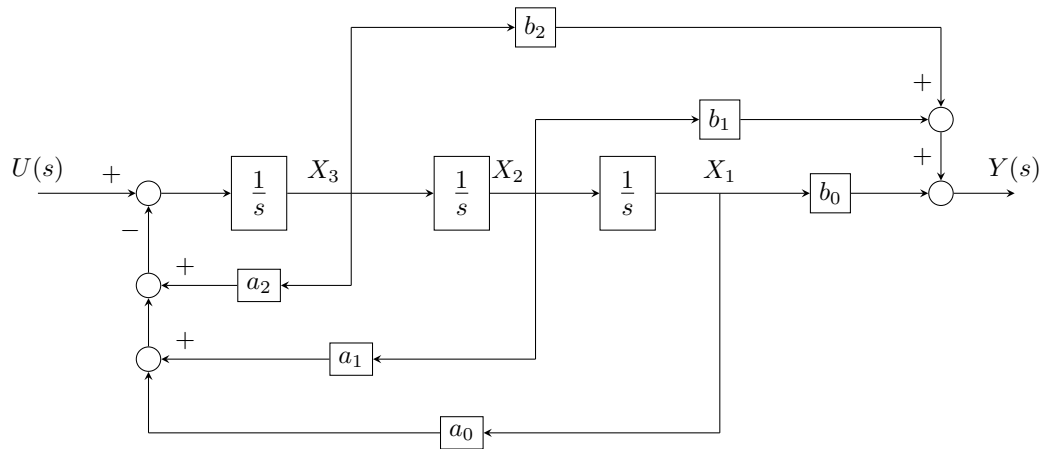 b₂
+
b₁
U(s)
+
1/s
X₃
1/s
X₂
1/s
X₁
b₀
+
Y(s)
−
+
a₂
+
a₁
a₀